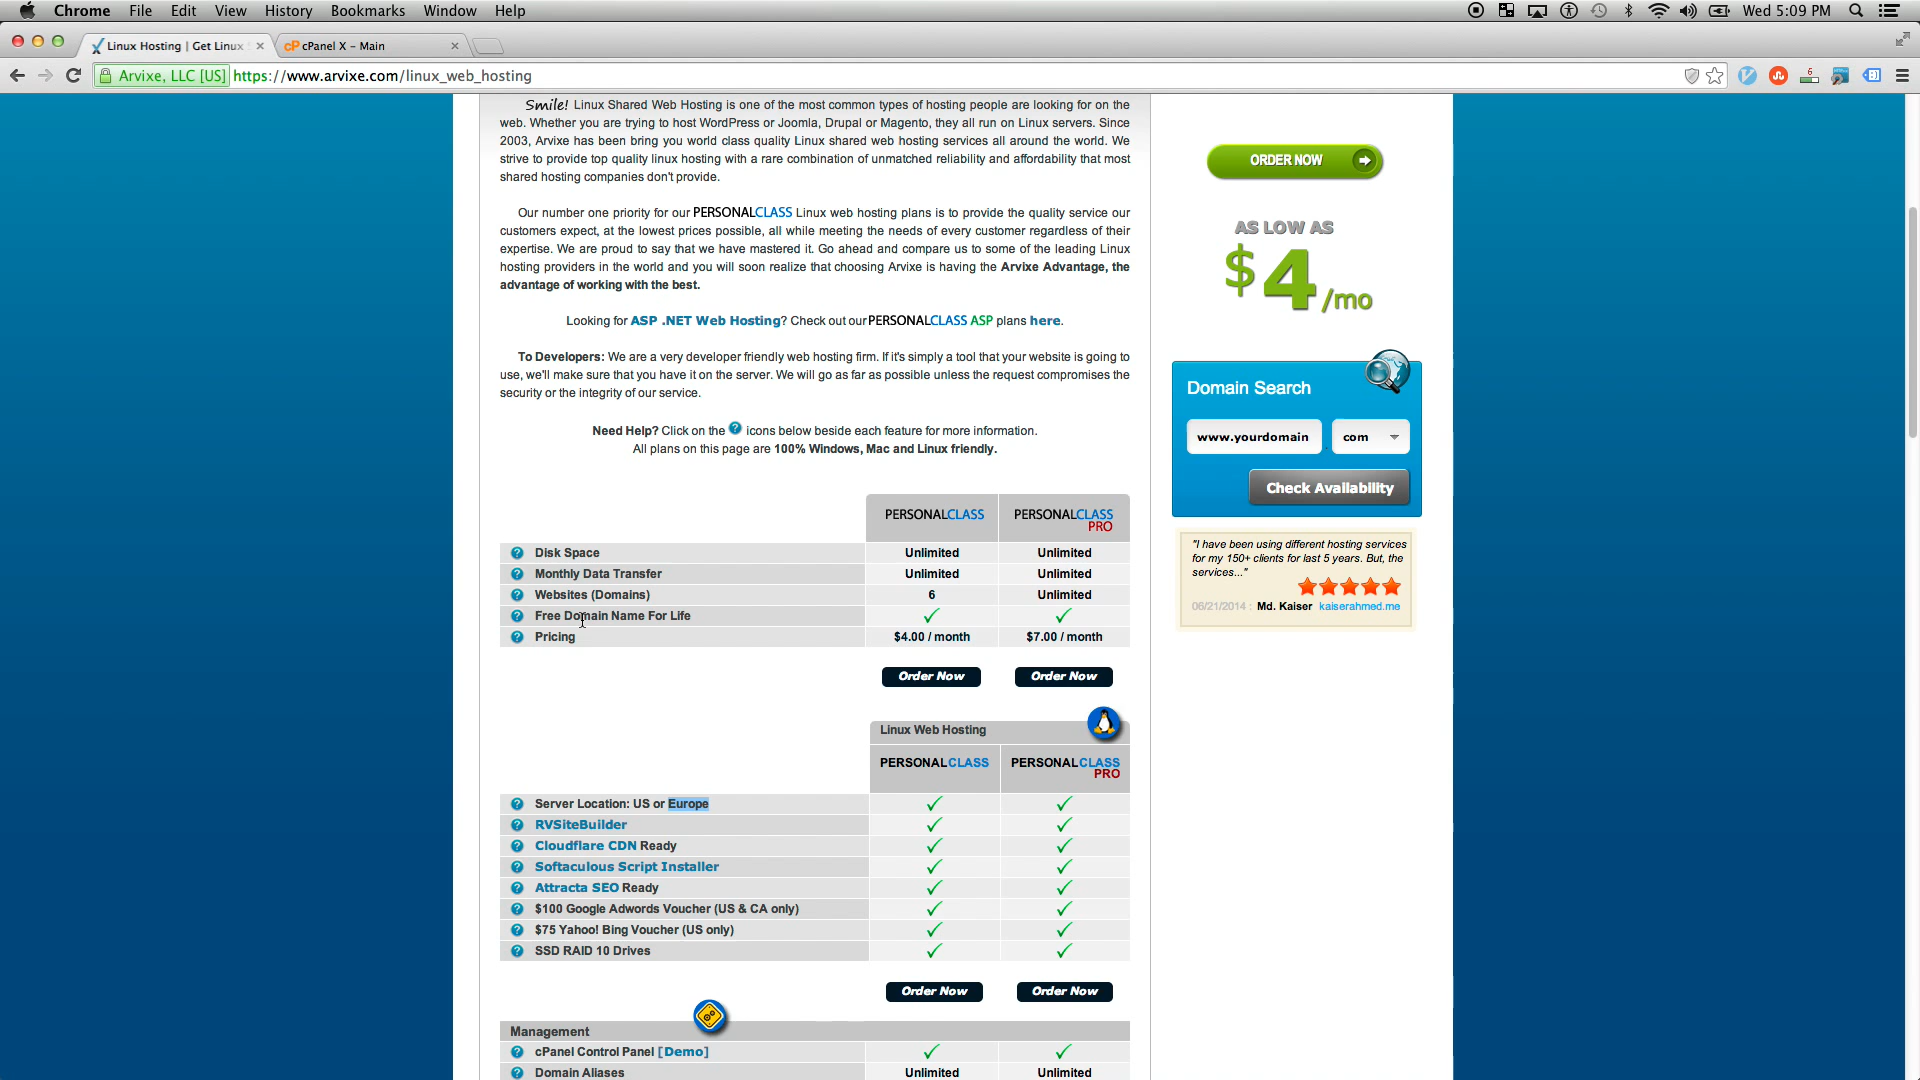 Chrome File Edit View History Bookmarks Window Help
Wed 5:09 PM
Linux Hosting | Get Linux
cP cPanel X - Main
Arvixe, LLC [US] https://www.arvixe.com/linux_web_hosting
6
Smile! Linux Shared Web Hosting is one of the most common types of hosting people are looking for on the
web. Whether you are trying to host WordPress or Joomla, Drupal or Magento, they all run on Linux servers. Since
2003, Arvixe has been bring you world class quality Linux shared web hosting services all around the world. We
strive to provide top quality linux hosting with a rare combination of unmatched reliability and affordability that most
shared hosting companies don't provide.
Our number one priority for our PERSONALCLASS Linux web hosting plans is to provide the quality service our
customers expect, at the lowest prices possible, all while meeting the needs of every customer regardless of their
expertise. We are proud to say that we have mastered it. Go ahead and compare us to some of the leading Linux
hosting providers in the world and you will soon realize that choosing Arvixe is having the Arvixe Advantage, the
advantage of working with the best.
Looking for ASP .NET Web Hosting? Check out our PERSONALCLASS ASP plans here.
To Developers: We are a very developer friendly web hosting firm. If it's simply a tool that your website is going to
use, we'll make sure that you have it on the server. We will go as far as possible unless the request compromises the
security or the integrity of our service.
Need Help? Click on the ? icons below beside each feature for more information.
All plans on this page are 100% Windows, Mac and Linux friendly.
PERSONALCLASS PERSONALCLASS
PRO
? Disk Space Unlimited Unlimited
? Monthly Data Transfer Unlimited Unlimited
? Websites (Domains) 6 Unlimited
? Free Domain Name For Life
? Pricing $4.00 / month $7.00 / month
Order Now Order Now
Linux Web Hosting
PERSONALCLASS PERSONALCLASS
PRO
? Server Location: US or Europe
? RVSiteBuilder
? Cloudflare CDN Ready
? Softaculous Script Installer
? Attracta SEO Ready
? $100 Google Adwords Voucher (US & CA only)
? $75 Yahoo! Bing Voucher (US only)
? SSD RAID 10 Drives
Order Now Order Now
Management
? cPanel Control Panel [Demo]
? Domain Aliases Unlimited Unlimited
ORDER NOW
AS LOW AS
$4/mo
Domain Search
www.yourdomain com
Check Availability
"I have been using different hosting services
for my 150+ clients for last 5 years. But, the
services..."
06/21/2014 : Md. Kaiser kaiserahmed.me